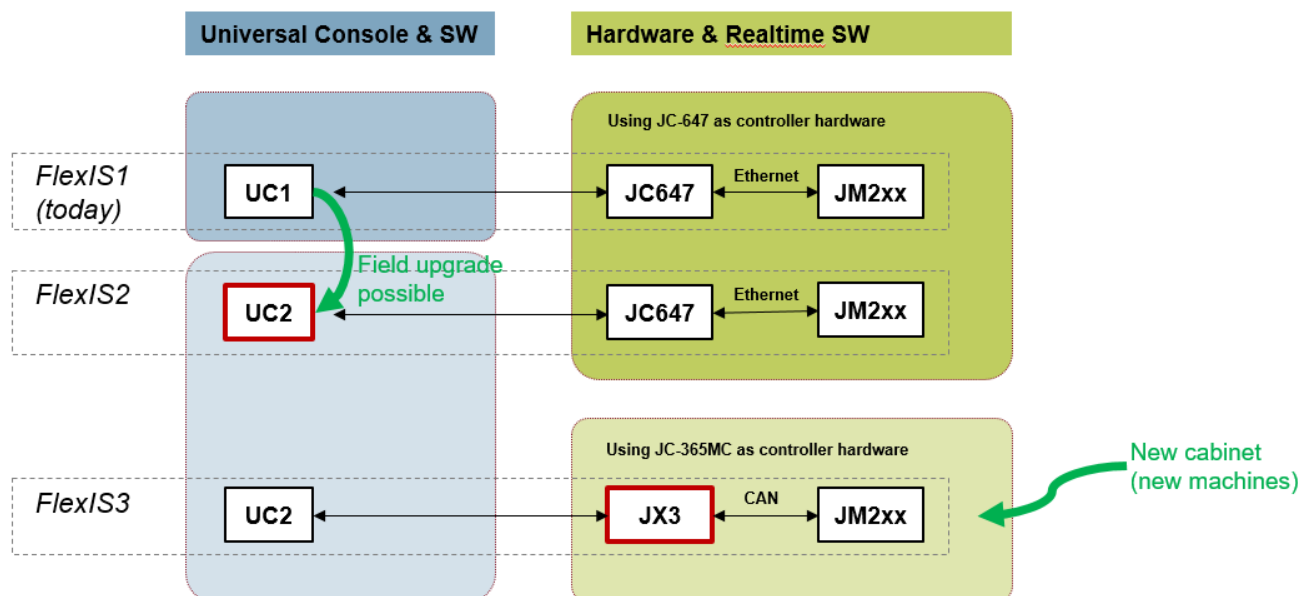 Universal Console & SW
Hardware & Realtime SW
Using JC-647 as controller hardware
FlexIS1
(today)
UC1
JC647
Ethernet
JM2xx
Field upgrade
possible
FlexIS2
UC2
JC647
Ethernet
JM2xx
Using JC-365MC as controller hardware
New cabinet
(new machines)
FlexIS3
UC2
JX3
CAN
JM2xx